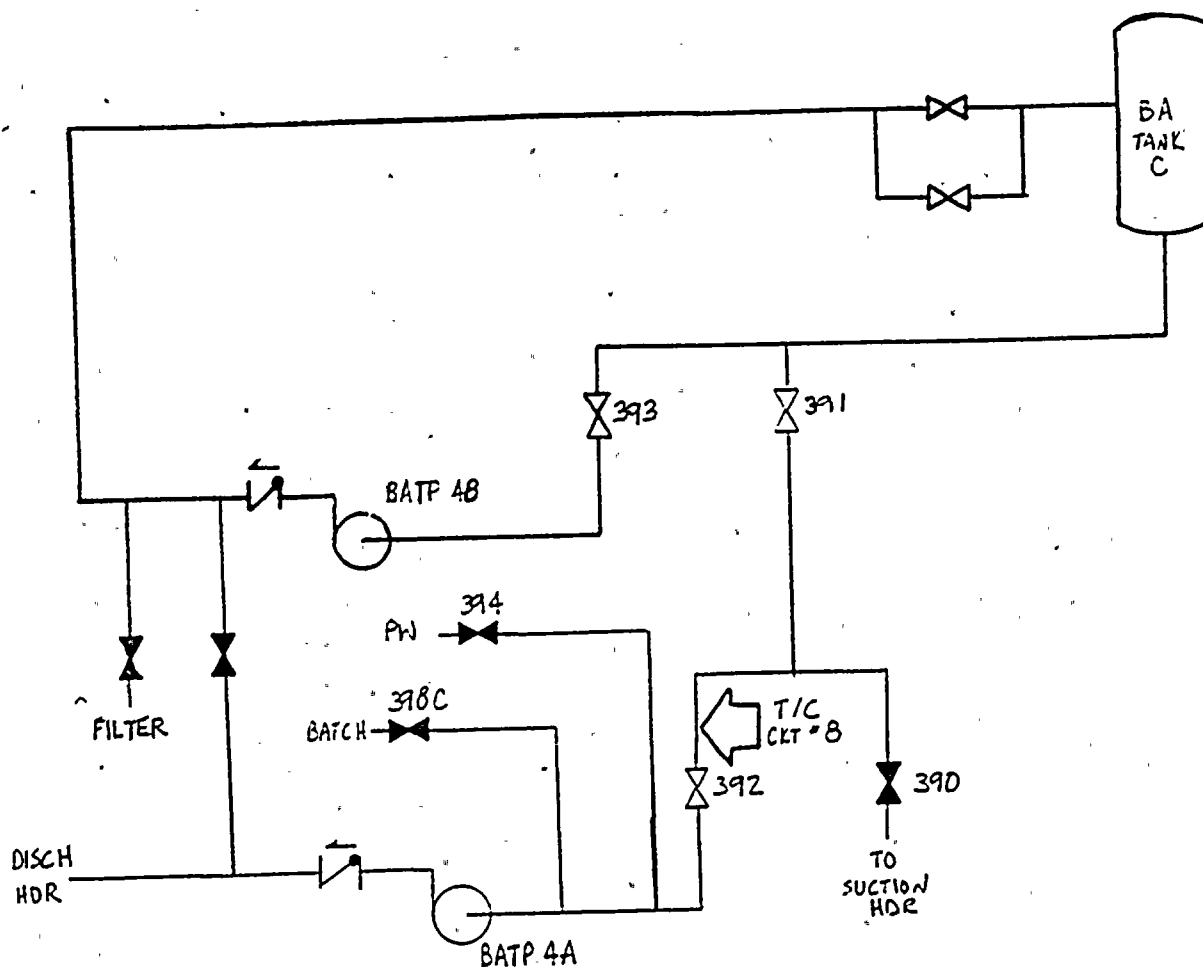 BA
TANK
C
393
391
BATP 4B
394
PW
398C
BATCH
FILTER
T/C
CKT #8
392
390
DISCH
HDR
TO
SUCTION
HDR
BATP 4A